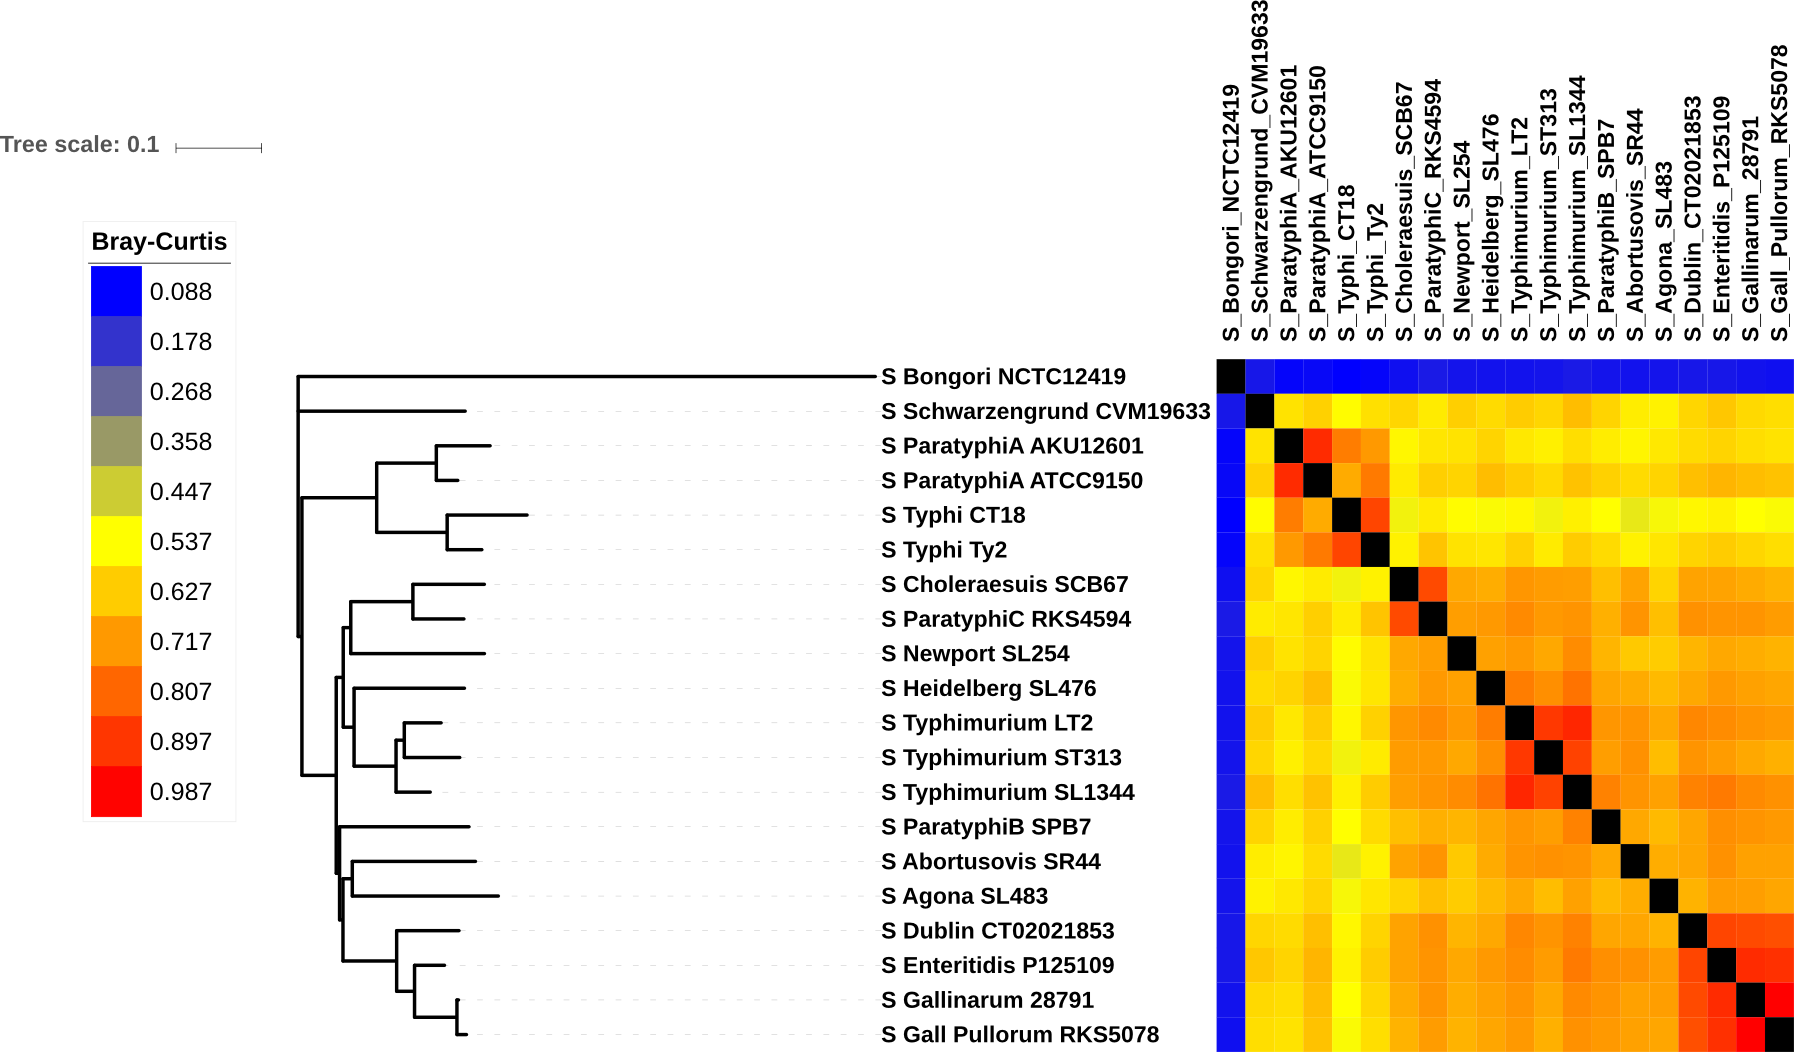 Tree scale: 0.1
Bray-Curtis
0.088
0.178
0.268
0.358
0.447
0.537
0.627
0.717
0.807
0.897
0.987
S_Bongori_NCTC12419
S_Schwarzengrund_CVM19633
S_ParatyphiA_AKU12601
S_ParatyphiA_ATCC9150
S_Typhi_CT18
S_Typhi_Ty2
S_Choleraesuis_SCB67
S_ParatyphiC_RKS4594
S_Newport_SL254
S_Heidelberg_SL476
S_Typhimurium_LT2
S_Typhimurium_ST313
S_Typhimurium_SL1344
S_ParatyphiB_SPB7
S_Abortusovis_SR44
S_Agona_SL483
S_Dublin_CT02021853
S_Enteritidis_P125109
S_Gallinarum_28791
S_Gall_Pullorum_RKS5078
S Bongori NCTC12419
S Schwarzengrund CVM19633
S ParatyphiA AKU12601
S ParatyphiA ATCC9150
S Typhi CT18
S Typhi Ty2
S Choleraesuis SCB67
S ParatyphiC RKS4594
S Newport SL254
S Heidelberg SL476
S Typhimurium LT2
S Typhimurium ST313
S Typhimurium SL1344
S ParatyphiB SPB7
S Abortusovis SR44
S Agona SL483
S Dublin CT02021853
S Enteritidis P125109
S Gallinarum 28791
S Gall Pullorum RKS5078